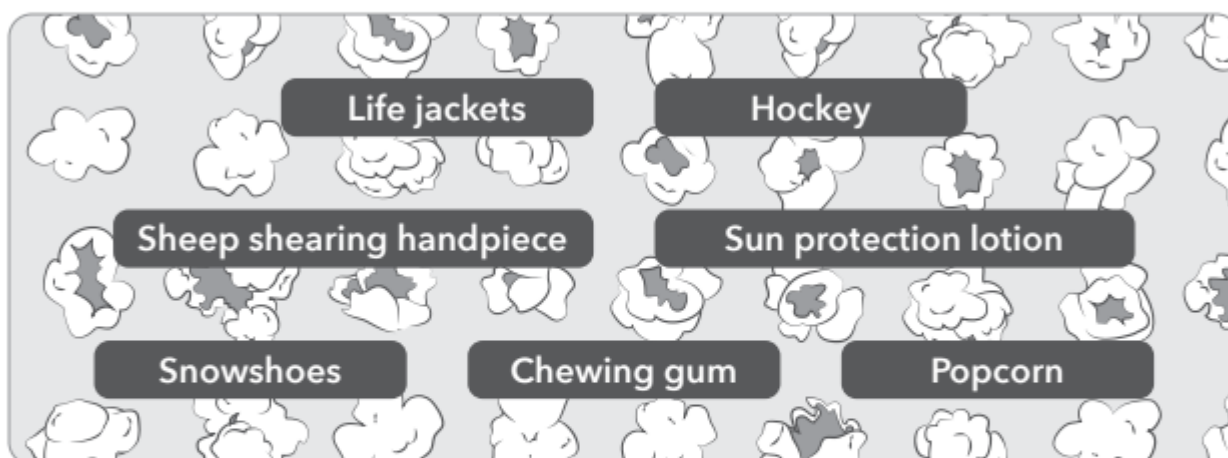 Life jackets
Hockey
Sheep shearing handpiece
Sun protection lotion
Snowshoes
Chewing gum
Popcorn